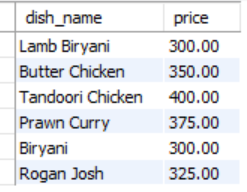 dish_name price
Lamb Biryani 300.00
Butter Chicken 350.00
Tandoori Chicken 400.00
Prawn Curry 375.00
Biryani 300.00
Rogan Josh 325.00